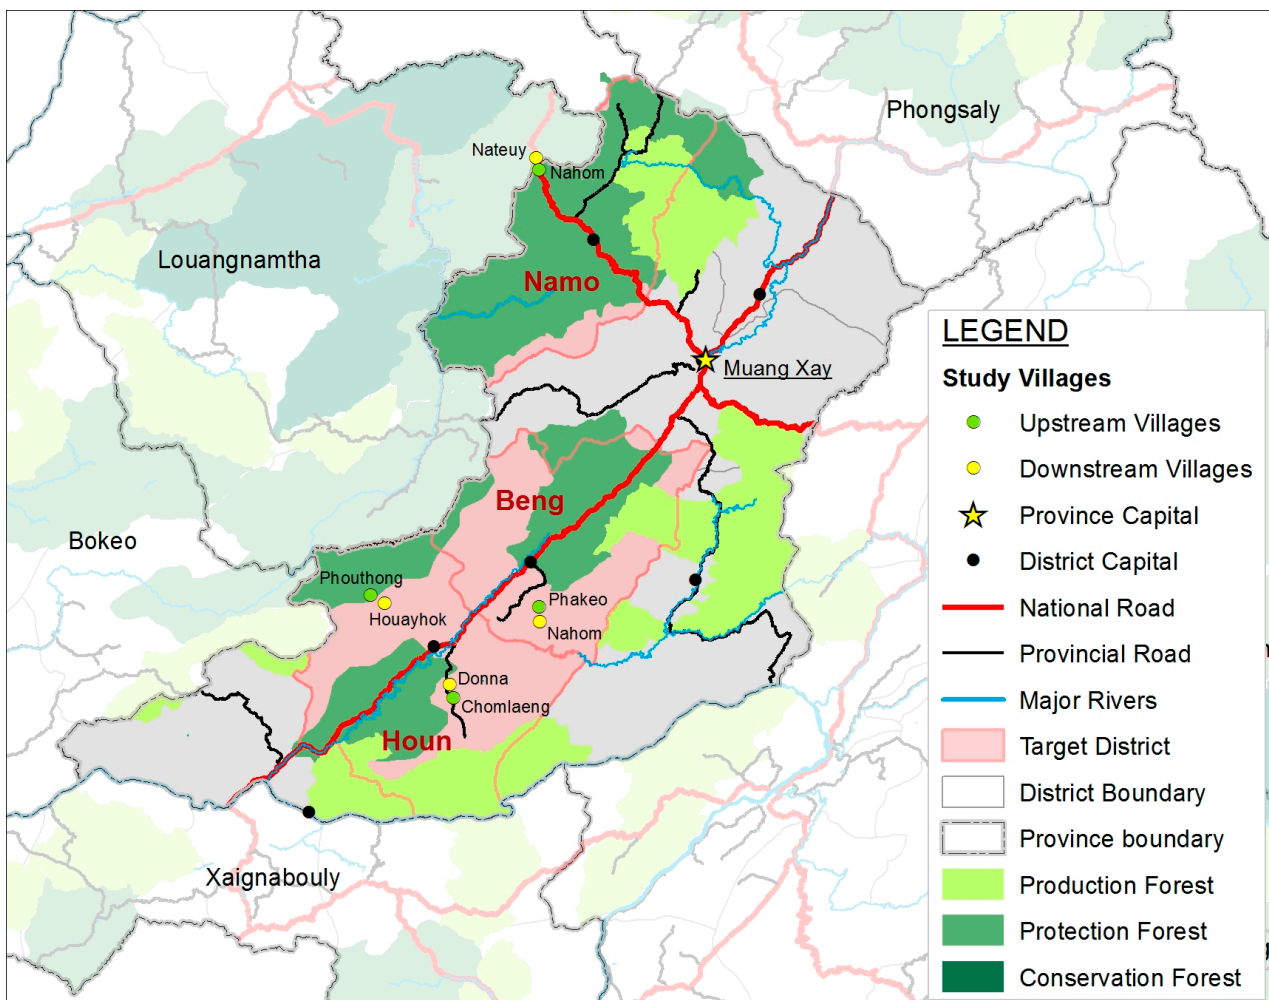 Phongsaly
Nateuy
Nahom
Louangnamtha
Namo
Muang Xay
Beng
Bokeo
Phouthong
Houayhok
Phakeo
Nahom
Donna
Chomlaeng
Houn
Xaignabouly
LEGEND
Study Villages
Upstream Villages
Downstream Villages
Province Capital
District Capital
National Road
Provincial Road
Major Rivers
Target District
District Boundary
Province boundary
Production Forest
Protection Forest
Conservation Forest